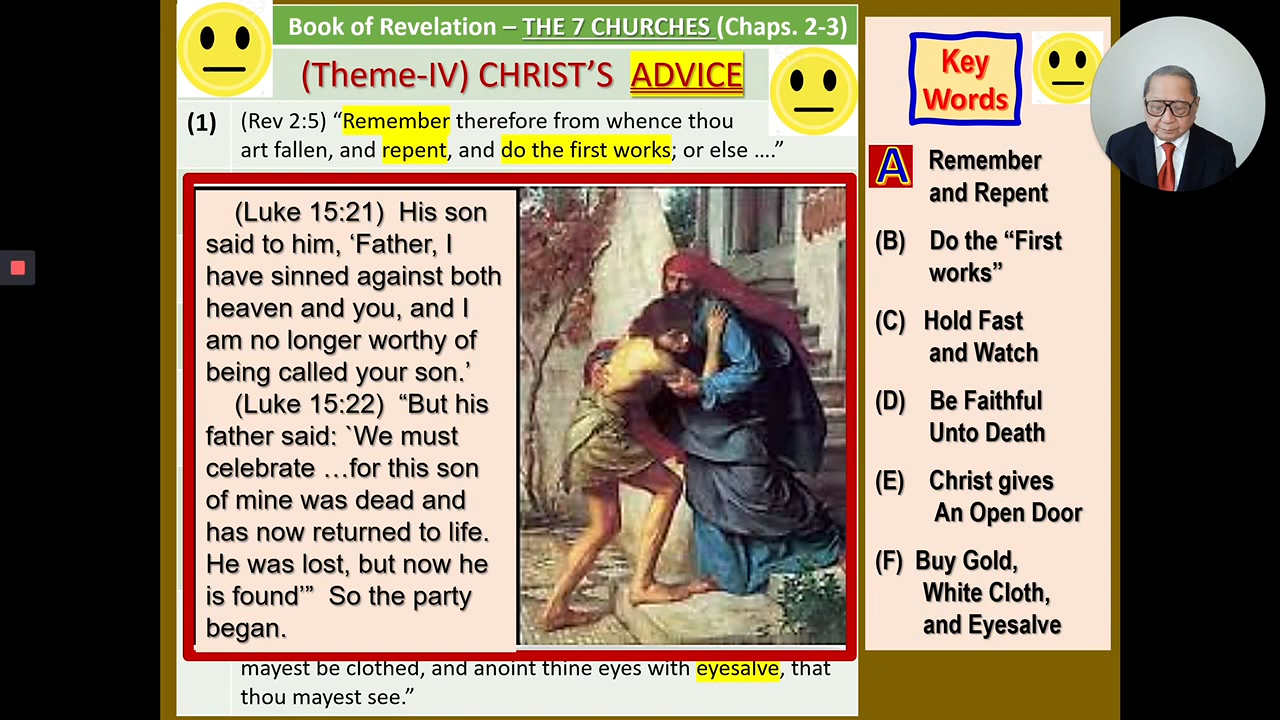 Book of Revelation – THE 7 CHURCHES (Chaps. 2-3)
(Theme-IV) CHRIST’S ADVICE
(1) (Rev 2:5) “Remember therefore from whence thou
art fallen, and repent, and do the first works; or else ....”
(Luke 15:21) His son
said to him, ‘Father, I
have sinned against both
heaven and you, and I
am no longer worthy of
being called your son.’
(Luke 15:22) “But his
father said: `We must
celebrate …for this son
of mine was dead and
has now returned to life.
He was lost, but now he
is found’” So the party
began.
mayest be clothed, and anoint thine eyes with eyesalve, that
thou mayest see.”
Key
Words
A Remember
and Repent
(B) Do the “First
works”
(C) Hold Fast
and Watch
(D) Be Faithful
Unto Death
(E) Christ gives
An Open Door
(F) Buy Gold,
White Cloth,
and Eyesalve